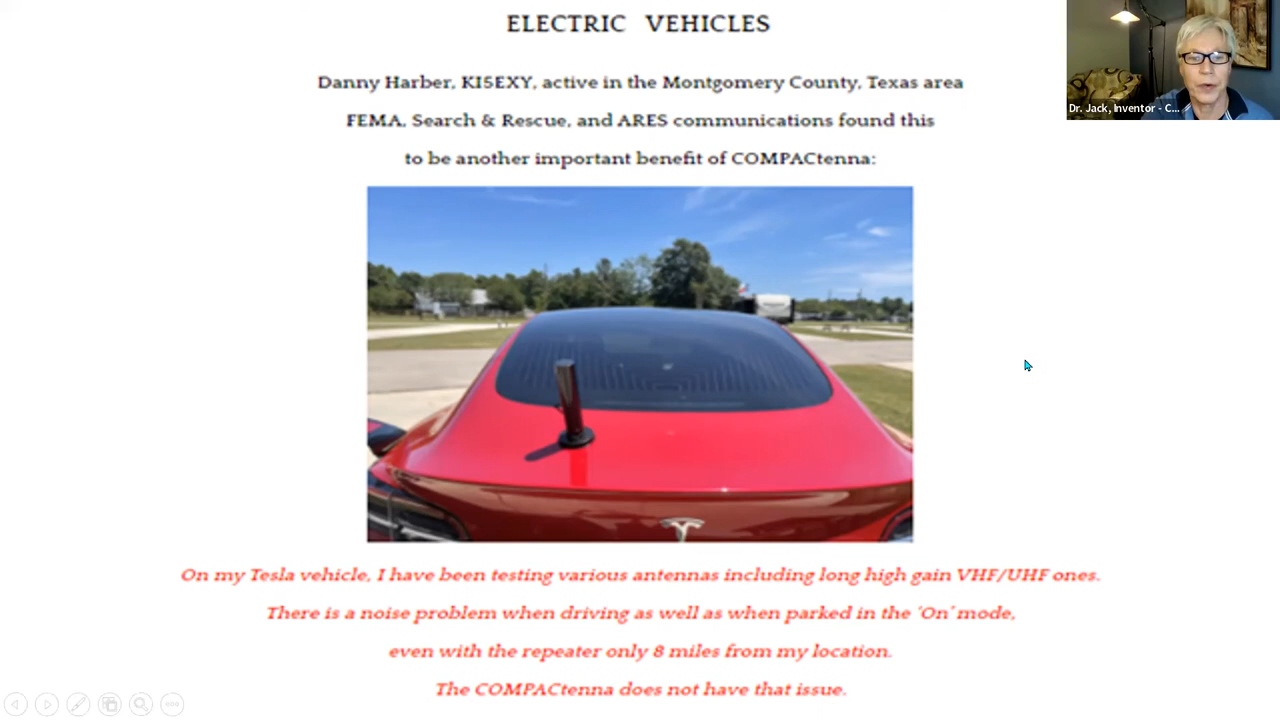 ELECTRIC VEHICLES
Danny Harber, KI5EXY, active in the Montgomery County, Texas area
FEMA, Search & Rescue, and ARES communications found this
to be another important benefit of COMPACtenna:
Dr. Jack, Inventor - C...
On my Tesla vehicle, I have been testing various antennas including long high gain VHF/UHF ones.
There is a noise problem when driving as well as when parked in the 'On' mode,
even with the repeater only 8 miles from my location.
The COMPACtenna does not have that issue.